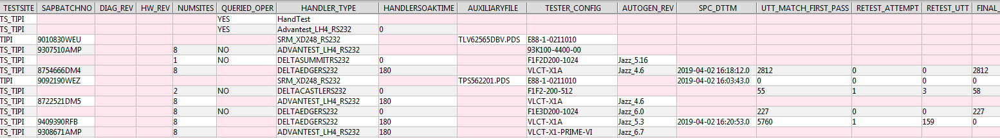 TESTSITE SAPBATCHNO DIAG_REV HW_REV NUMSITES QUERIED_OPER HANDLER_TYPE HANDLERSOAKTIME AUXILIARYFILE TESTER_CONFIG AUTOGEN_REV SPC_DTTM UTT_MATCH_FIRST_PASS RETEST_ATTEMPT RETEST_UTT FINAL_
TS_TIPI YES HandTest
TS_TIPI YES Advantest_LH4_RS232 0
TIPI 9010830WEU SRM_XD248_RS232 TLV62565DBV.PDS E88-1-0211010
TS_TIPI 9307510AMP 8 NO ADVANTEST_LH4_RS232 93K100-4400-00
TS_TIPI 1 NO DELTASUMMITRS232 0 F1F2D200-1024 Jazz_5.16
TS_TIPI 8754666DM4 8 DELTAEDGERS232 180 VLCT-X1A Jazz_4.6 2019-04-02 16:18:12.0 2812 0 0 2812
TIPI 9092190WEZ SRM_XD248_RS232 TPS562201.PDS E88-1-0211010 2019-04-02 16:03:43.0 0 0 0 0
TS_TIPI 2 NO DELTACASTLERS232 0 F1F2-200-512 55 1 3 58
TS_TIPI 8722521DM5 8 ADVANTEST_LH4_RS232 180 VLCT-X1A Jazz_4.6
TS_TIPI 8 NO DELTAEDGERS232 0 F1E3D200-1024 Jazz_6.0 227 0 0 227
TS_TIPI 9409390RFB 8 DELTAEDGERS232 180 VLCT-X1A Jazz_5.3 2019-04-02 16:20:53.0 5760 1 159 0
TS_TIPI 9308671AMP 8 ADVANTEST_LH4_RS232 180 VLCT-X1-PRIME-VI Jazz_6.7